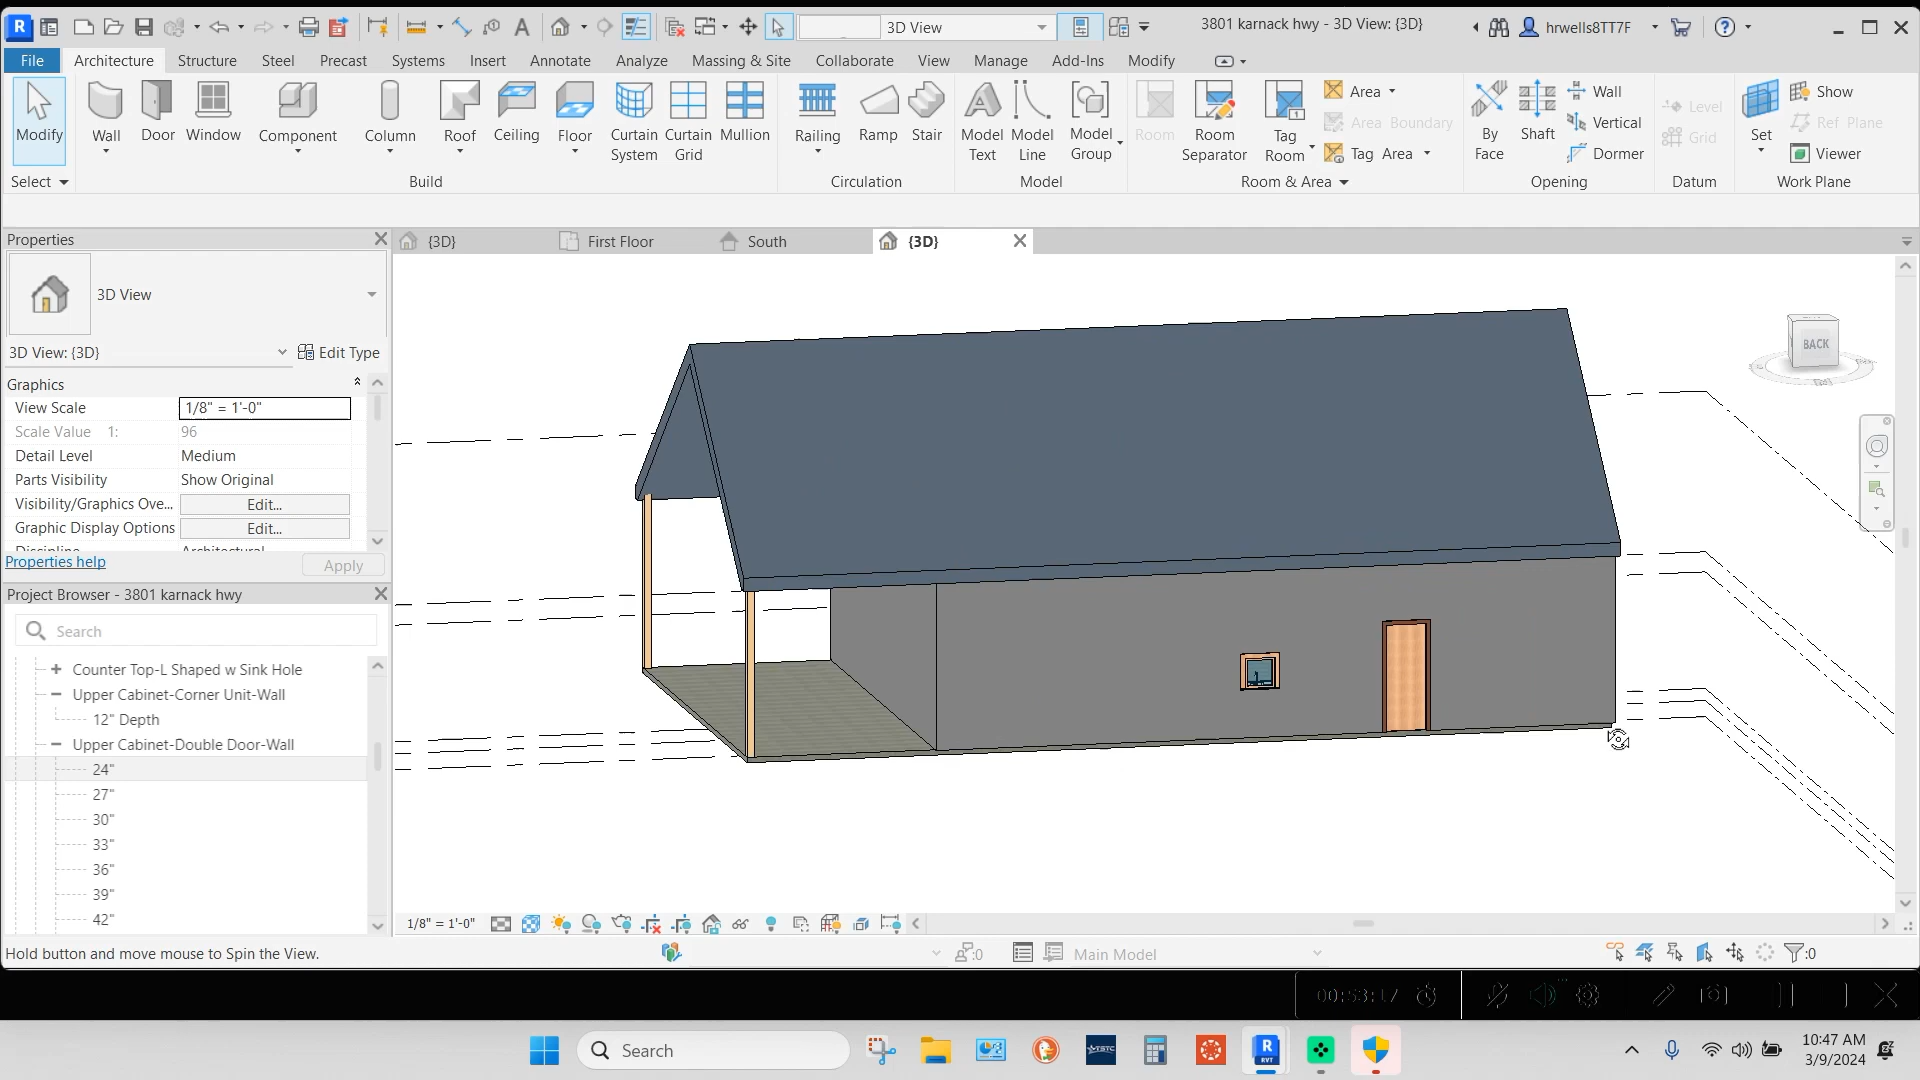 3D View
3801 karnack hwy - 3D View: {3D}
hrwells8TT7F
File
Architecture
Structure
Steel
Precast
Systems
Insert
Annotate
Analyze
Massing & Site
Collaborate
View
Manage
Add-Ins
Modify
Modify
Wall
Door
Window
Component
Column
Roof
Ceiling
Floor
Curtain System
Curtain Grid
Mullion
Railing
Ramp
Stair
Model Text
Model Line
Model Group
Room
Room Separator
Tag Room
Area
Area Boundary
Tag Area
By Face
Shaft
Wall
Vertical
Dormer
Level
Grid
Set
Show
Ref Plane
Viewer
Select
Build
Circulation
Model
Room & Area
Opening
Datum
Work Plane
Properties
{3D}
First Floor
South
{3D}
3D View
3D View: {3D}
Edit Type
Graphics
View Scale
1/8" = 1'-0"
Scale Value 1:
96
Detail Level
Medium
Parts Visibility
Show Original
Visibility/Graphics Ove...
Edit...
Graphic Display Options
Edit...
Discipline
Architectural
Properties help
Apply
BACK
Project Browser - 3801 karnack hwy
Search
Counter Top-L Shaped w Sink Hole
Upper Cabinet-Corner Unit-Wall
12" Depth
Upper Cabinet-Double Door-Wall
24"
27"
30"
33"
36"
39"
42"
1/8" = 1'-0"
Hold button and move mouse to Spin the View.
:0
Main Model
:0
00:53:17
Search
TSTC
R
RVT
10:47 AM
3/9/2024